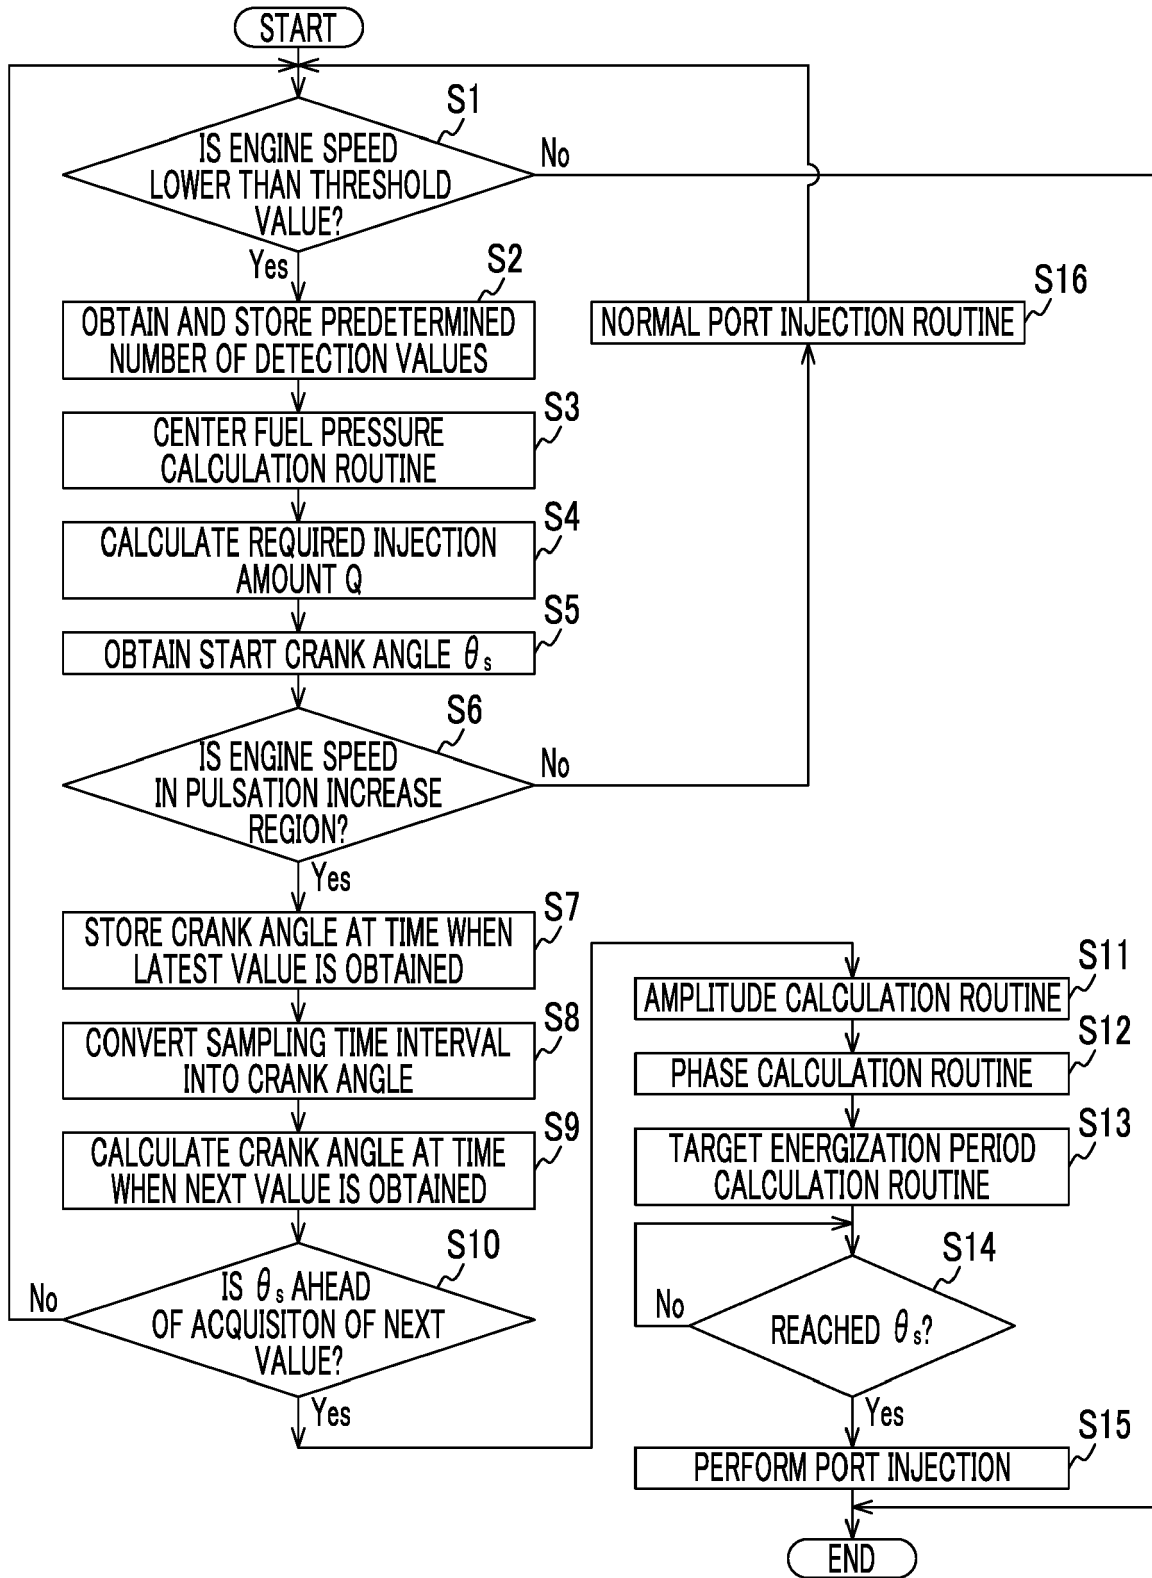 START
S1
IS ENGINE SPEED
LOWER THAN THRESHOLD
VALUE?
No
Yes
S2
OBTAIN AND STORE PREDETERMINED
NUMBER OF DETECTION VALUES
S16
NORMAL PORT INJECTION ROUTINE
S3
CENTER FUEL PRESSURE
CALCULATION ROUTINE
S4
CALCULATE REQUIRED INJECTION
AMOUNT Q
S5
OBTAIN START CRANK ANGLE θs
S6
IS ENGINE SPEED
IN PULSATION INCREASE
REGION?
No
Yes
S7
STORE CRANK ANGLE AT TIME WHEN
LATEST VALUE IS OBTAINED
S8
CONVERT SAMPLING TIME INTERVAL
INTO CRANK ANGLE
S9
CALCULATE CRANK ANGLE AT TIME
WHEN NEXT VALUE IS OBTAINED
S10
IS θs AHEAD
OF ACQUISITON OF NEXT
VALUE?
No
Yes
S11
AMPLITUDE CALCULATION ROUTINE
S12
PHASE CALCULATION ROUTINE
S13
TARGET ENERGIZATION PERIOD
CALCULATION ROUTINE
S14
REACHED θs?
No
Yes
S15
PERFORM PORT INJECTION
END